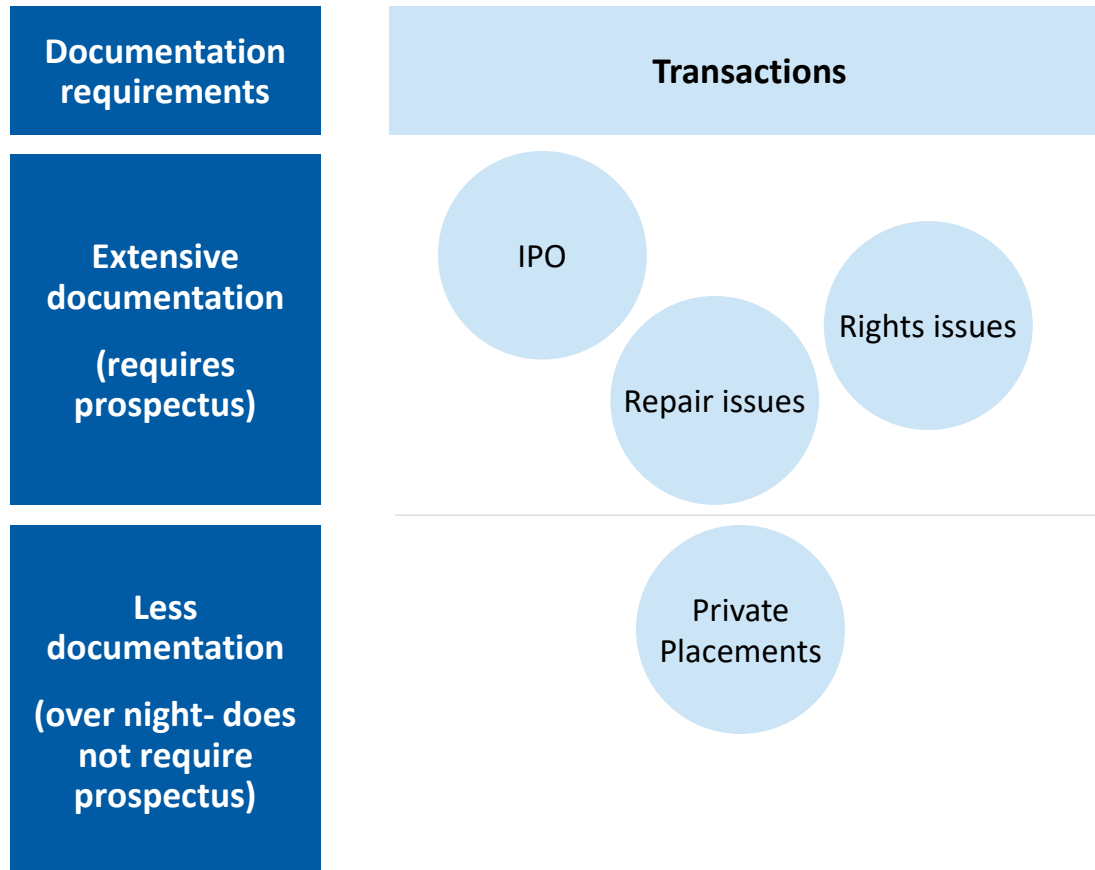 Documentation
requirements
Transactions
Extensive
documentation
(requires
prospectus)
IPO
Rights issues
Repair issues
Less
documentation
(over night- does
not require
prospectus)
Private
Placements